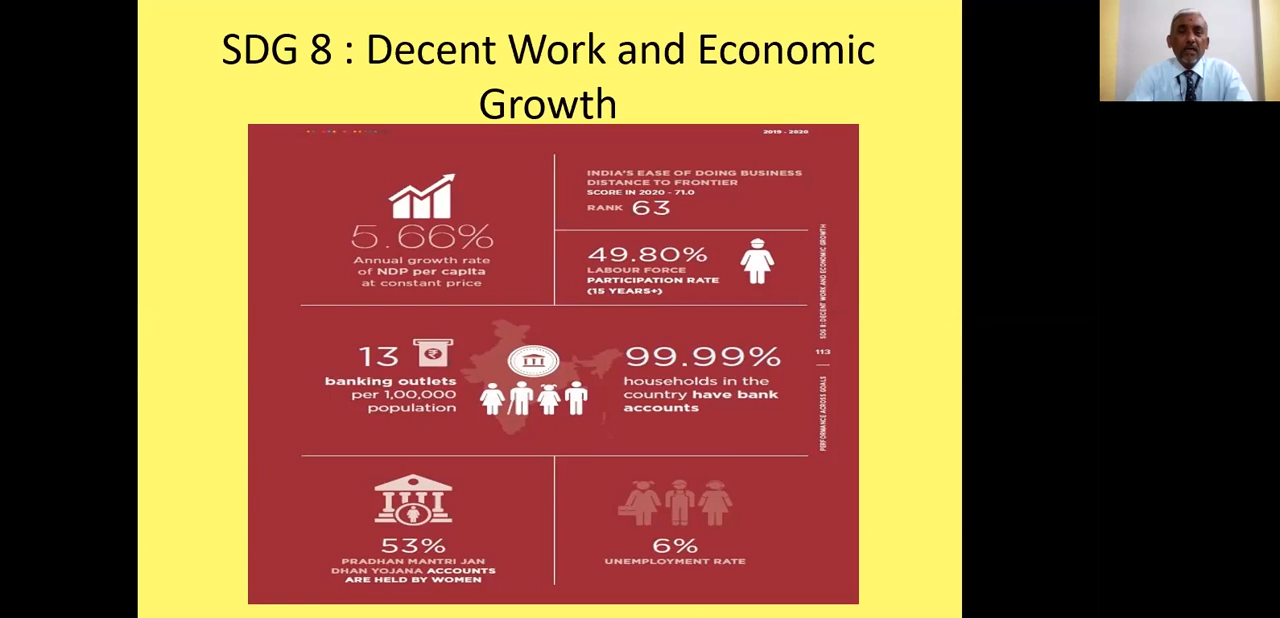 SDG 8 : Decent Work and Economic
Growth
2019 - 2020
5.66%
Annual growth rate
of NDP per capita
at constant price
INDIA'S EASE OF DOING BUSINESS
DISTANCE TO FRONTIER
SCORE IN 2020 - 71.0
RANK 63
49.80%
LABOUR FORCE
PARTICIPATION RATE
(15 YEARS+)
13
banking outlets
per 1,00,000
population
₹
99.99%
households in the
country have bank
accounts
53%
PRADHAN MANTRI JAN
DHAN YOJANA ACCOUNTS
ARE HELD BY WOMEN
6%
UNEMPLOYMENT RATE
SDG 8: DECENT WORK AND ECONOMIC GROWTH
113
PERFORMANCE ACROSS GOALS